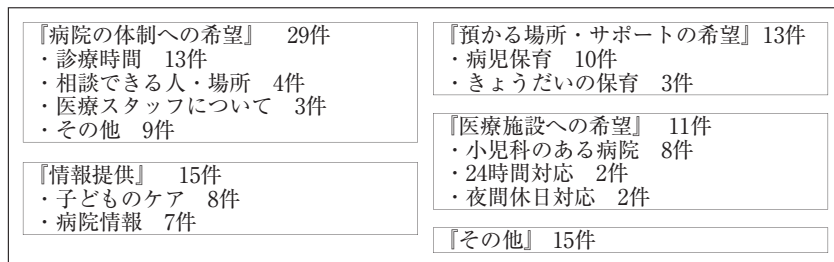 『病院の体制への希望』　29件
・診療時間　13件
・相談できる人・場所　4件
・医療スタッフについて　3件
・その他　9件
『情報提供』　15件
・子どものケア　8件
・病院情報　7件
『預かる場所・サポートの希望』13件
・病児保育　10件
・きょうだいの保育　3件
『医療施設への希望』　11件
・小児科のある病院　8件
・24時間対応　2件
・夜間休日対応　2件
『その他』　15件